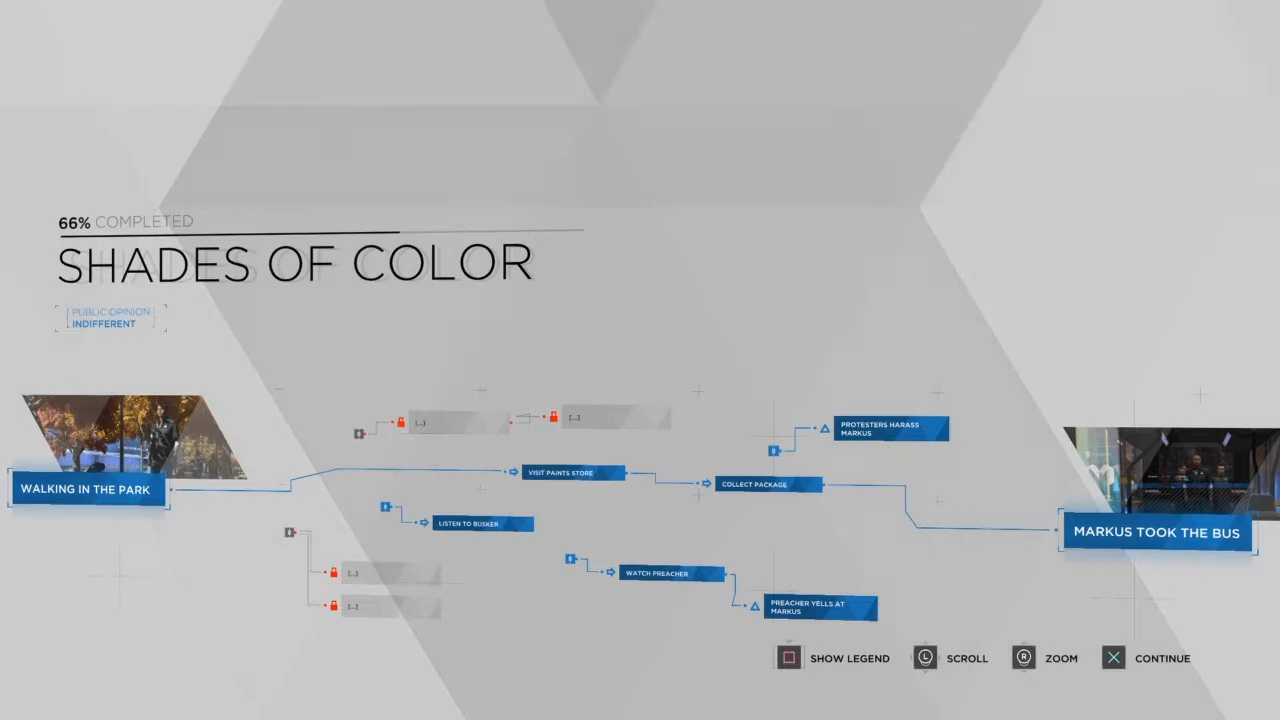 66% COMPLETED
SHADES OF COLOR
PUBLIC OPINION
INDIFFERENT
[...]
[...]
PROTESTERS HARASS
MARKUS
VISIT PAINTS STORE
COLLECT PACKAGE
WALKING IN THE PARK
LISTEN TO BUSKER
MARKUS TOOK THE BUS
[...]
WATCH PREACHER
[...]
PREACHER YELLS AT
MARKUS
SHOW LEGEND
L SCROLL
R ZOOM
CONTINUE